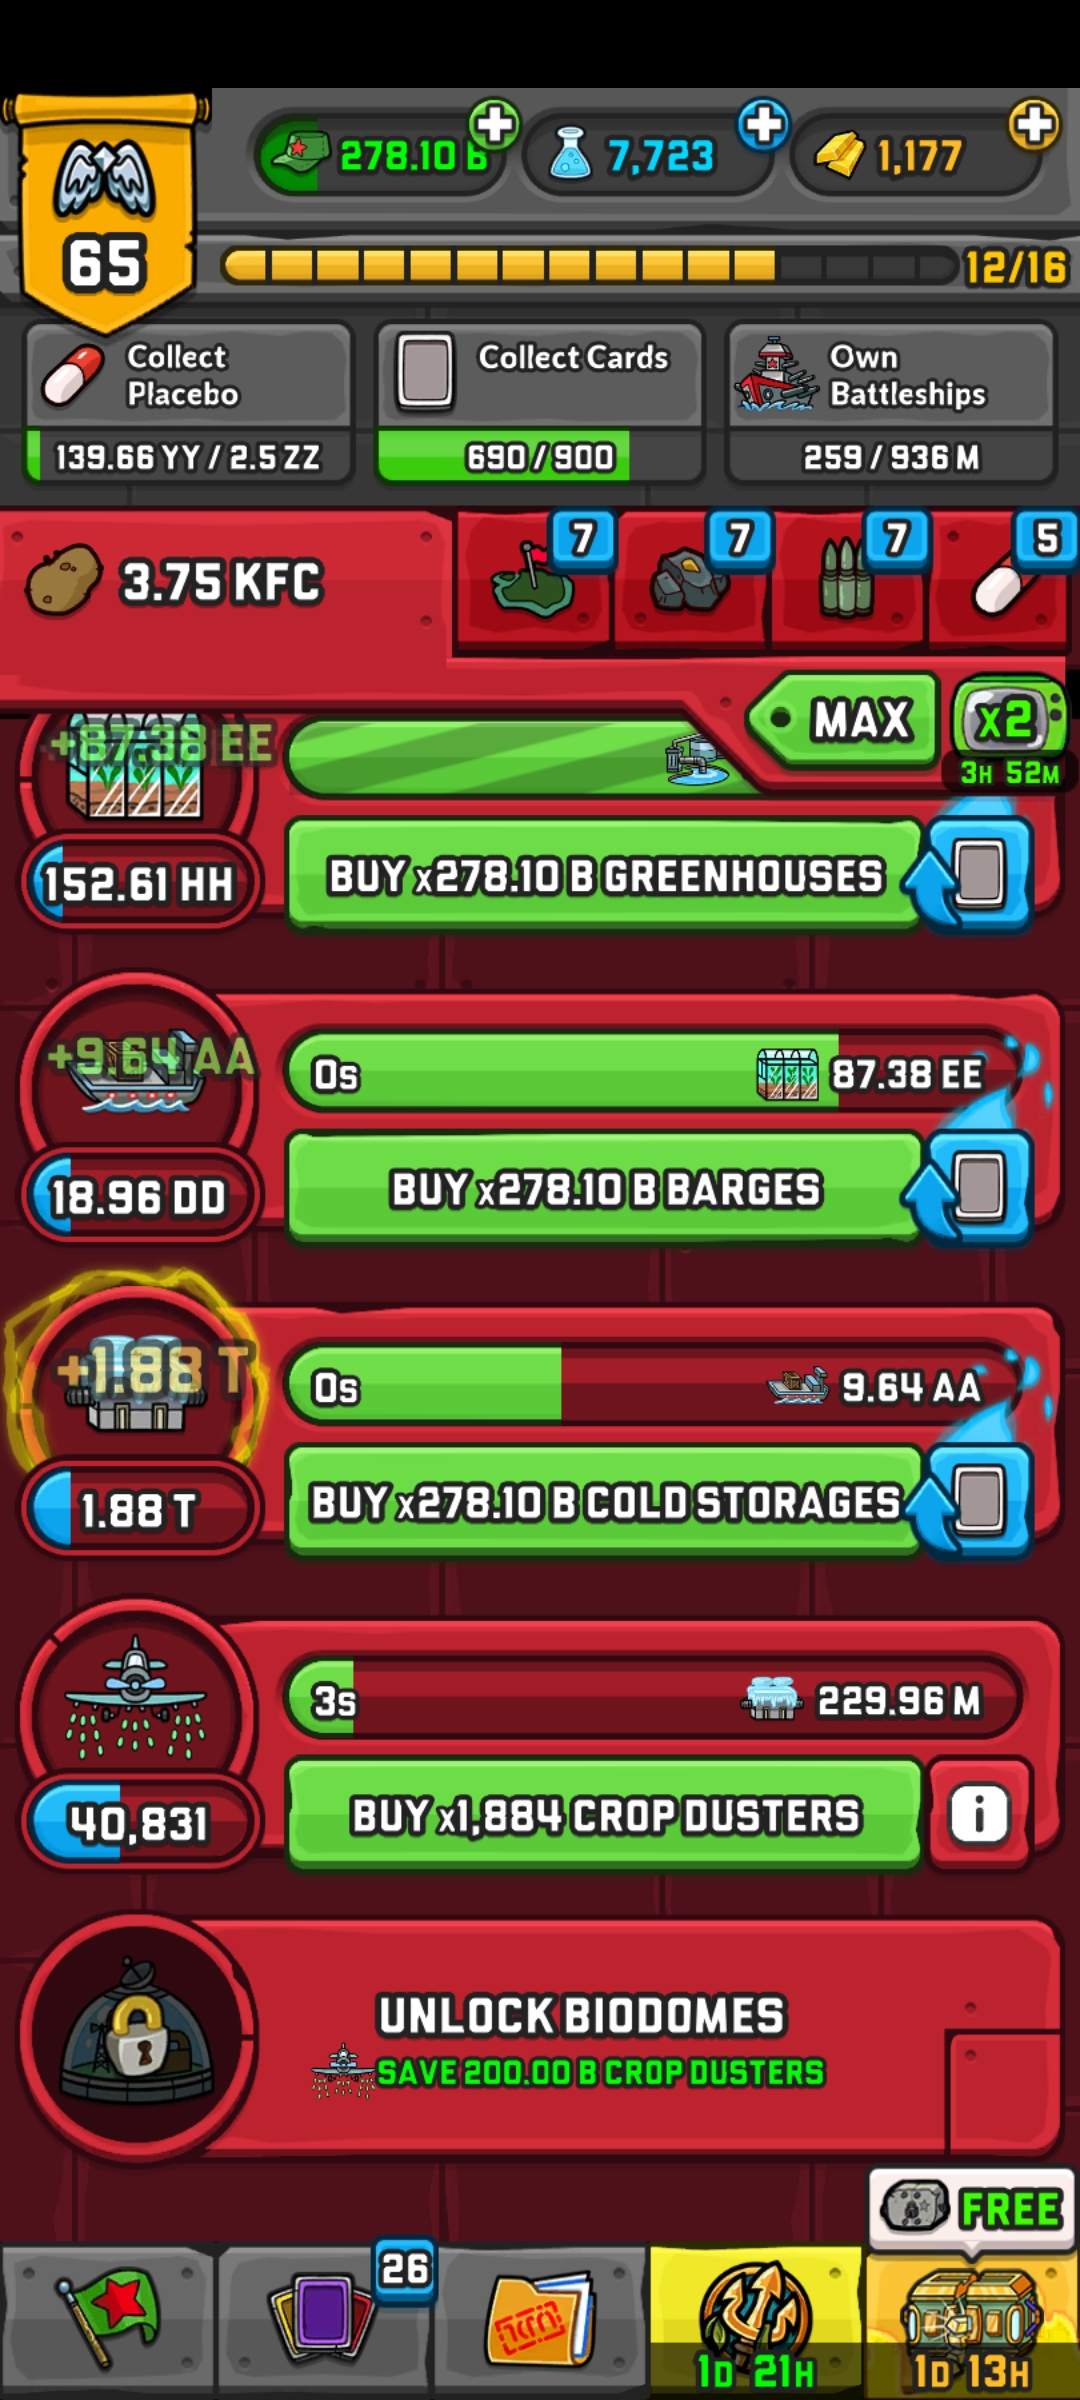 65
278.10 B
7,723
1,177
12/16
Collect
Placebo
139.66 YY / 2.5 ZZ
Collect Cards
690/900
Own
Battleships
259/936 M
3.75 KFC
7
7
7
5
MAX
x2
3H 52M
+87.38 EE
152.61 HH
BUY x278.10 B GREENHOUSES
+9.64 AA
0s
87.38 EE
18.96 DD
BUY x278.10 B BARGES
+1.88 T
0s
9.64 AA
1.88 T
BUY x278.10 B COLD STORAGES
3s
229.96 M
40,831
BUY x1,884 CROP DUSTERS
i
UNLOCK BIODOMES
SAVE 200.00 B CROP DUSTERS
FREE
26
1D 21H
1D 13H